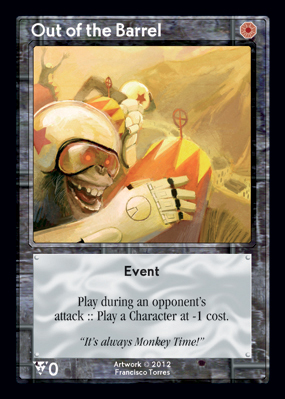 Out of the Barrel
Event
Play during an opponent's
attack :: Play a Character at -1 cost.
"It's always Monkey Time!"
0
Artwork © 2012
Francisco Torres